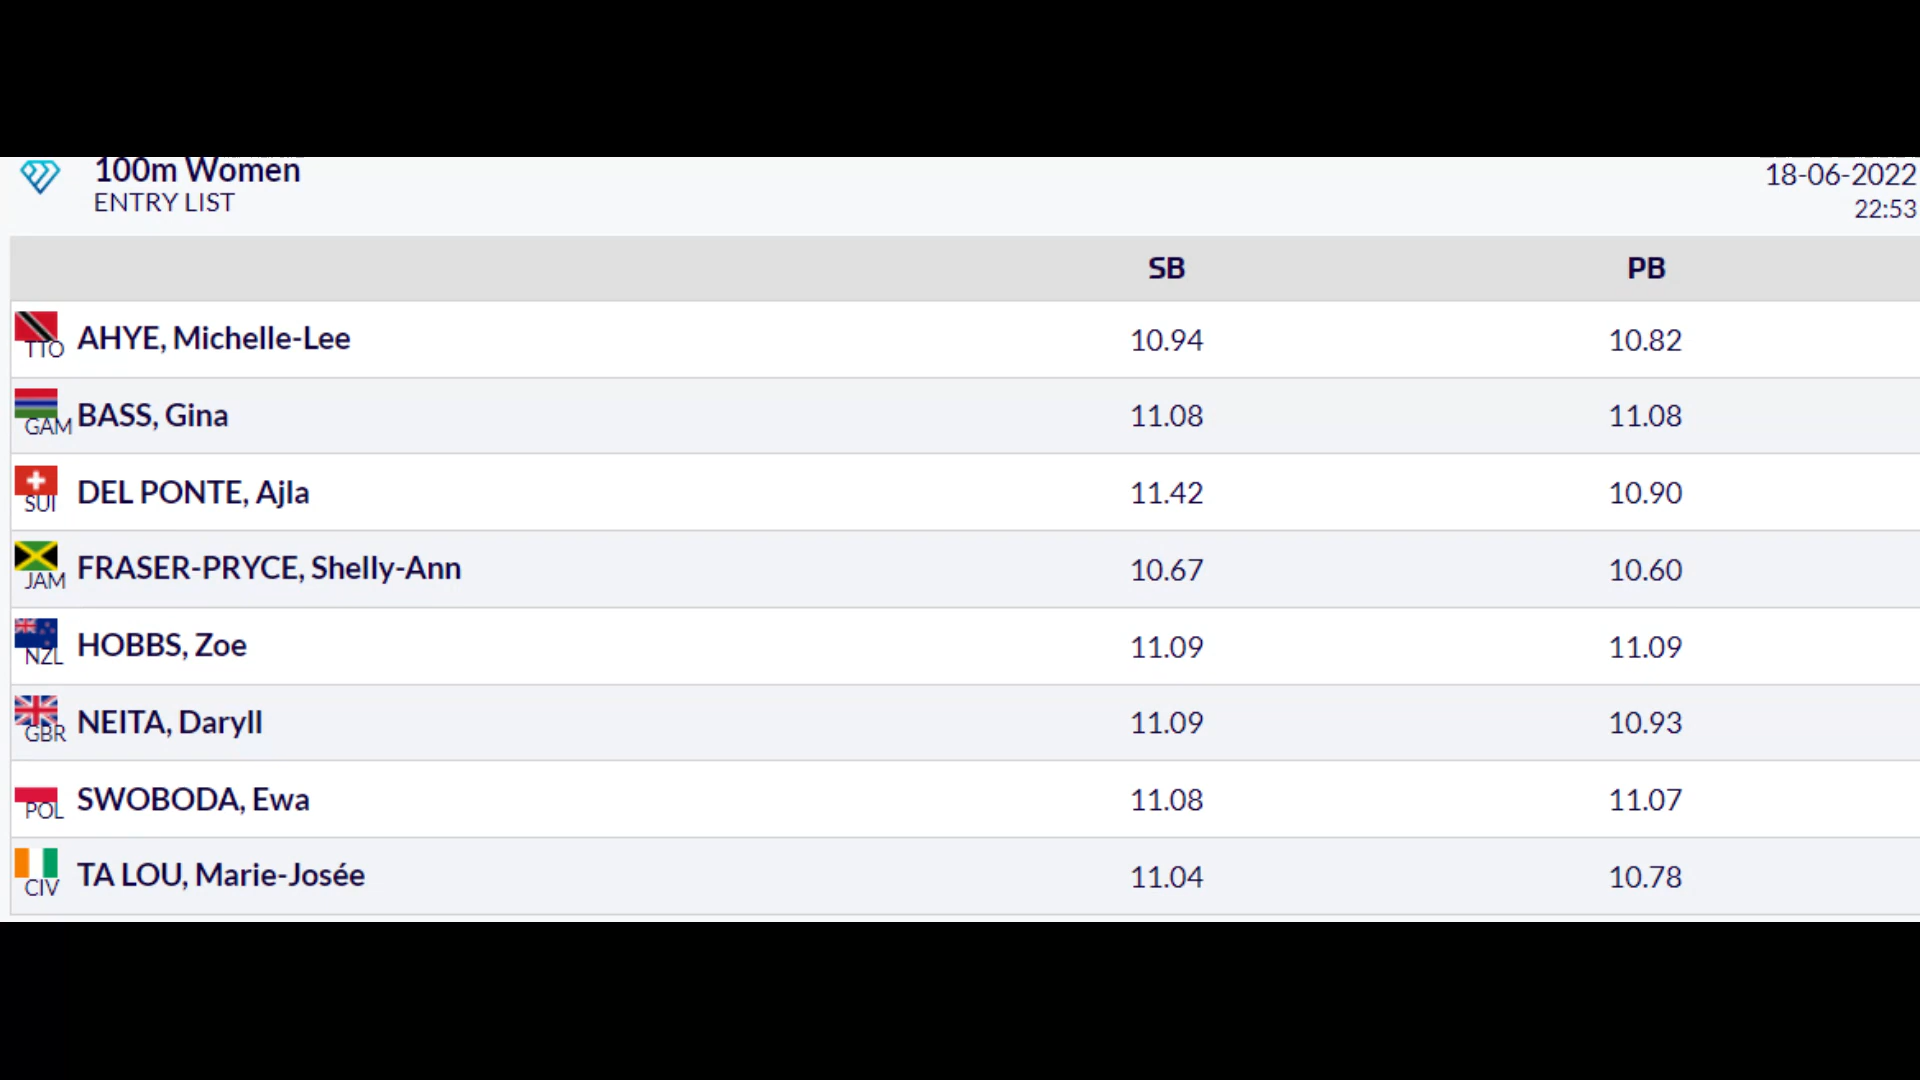 100m Women
18-06-2022
ENTRY LIST
22:53
SB PB
TTO AHYE, Michelle-Lee 10.94 10.82
GAM BASS, Gina 11.08 11.08
SUI DEL PONTE, Ajla 11.42 10.90
JAM FRASER-PRYCE, Shelly-Ann 10.67 10.60
NZL HOBBS, Zoe 11.09 11.09
GBR NEITA, Daryll 11.09 10.93
POL SWOBODA, Ewa 11.08 11.07
CIV TA LOU, Marie-Josée 11.04 10.78